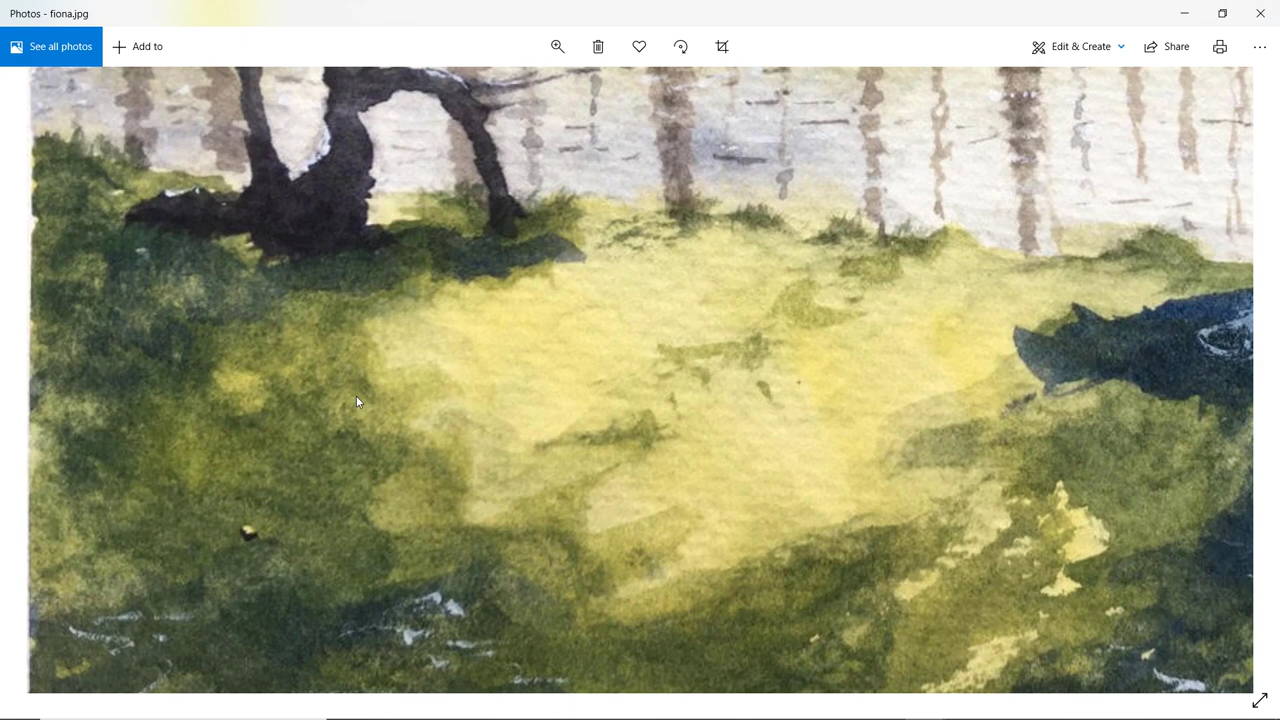 Photos - fiona.jpg
See all photos
Add to
Edit & Create
Share